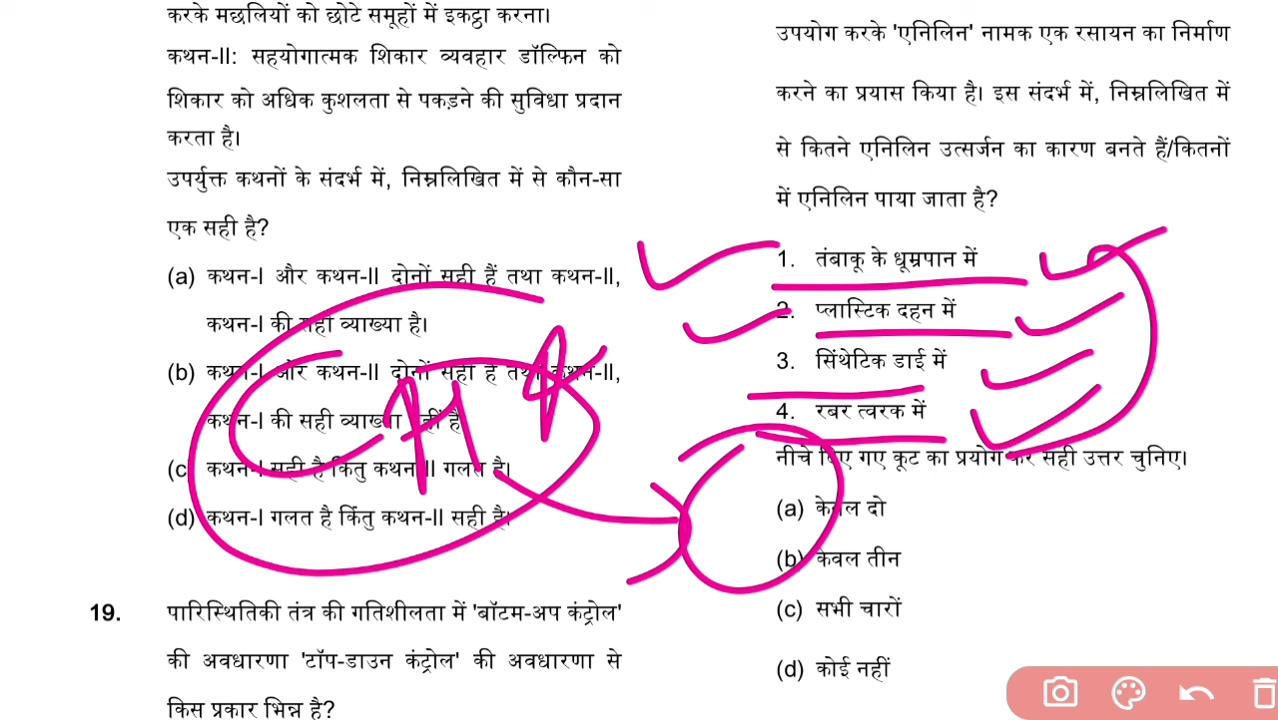 करके मछलियों को छोटे समूहों में इकट्ठा करना।
कथन-II: सहयोगात्मक शिकार व्यवहार डॉल्फिन को
शिकार को अधिक कुशलता से पकड़ने की सुविधा प्रदान
करता है।
उपर्युक्त कथनों के संदर्भ में, निम्नलिखित में से कौन-सा
एक सही है?
(a) कथन-I और कथन-II दोनों सही हैं तथा कथन-II,
कथन-I की सही व्याख्या है।
(b) कथन-I और कथन-II दोनों सही हैं तथा कथन-II,
कथन-I की सही व्याख्या नहीं है
(c) कथन-I सही है किंतु कथन-II गलत है।
(d) कथन-I गलत है किंतु कथन-II सही है।
19. पारिस्थितिकी तंत्र की गतिशीलता में 'बॉटम-अप कंट्रोल'
की अवधारणा 'टॉप-डाउन कंट्रोल' की अवधारणा से
किस प्रकार भिन्न है?
उपयोग करके 'एनिलिन' नामक एक रसायन का निर्माण
करने का प्रयास किया है। इस संदर्भ में, निम्नलिखित में
से कितने एनिलिन उत्सर्जन का कारण बनते हैं/कितनों
में एनिलिन पाया जाता है?
1. तंबाकू के धूम्रपान में
2. प्लास्टिक दहन में
3. सिंथेटिक डाई में
4. रबर त्वरक में
नीचे दिए गए कूट का प्रयोग कर सही उत्तर चुनिए।
(a) केवल दो
(b) केवल तीन
(c) सभी चारों
(d) कोई नहीं